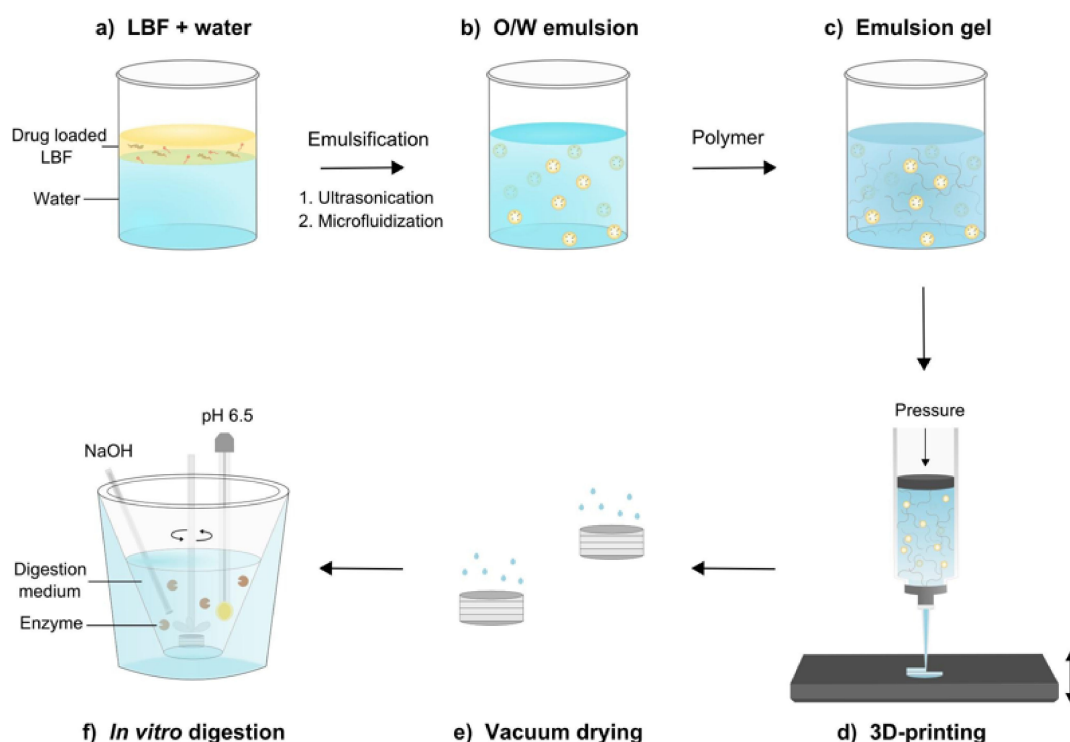 a) LBF + water
b) O/W emulsion
c) Emulsion gel
Drug loaded
LBF
Water
Emulsification
1. Ultrasonication
2. Microfluidization
Polymer
Pressure
pH 6.5
NaOH
Digestion
medium
Enzyme
f) In vitro digestion
e) Vacuum drying
d) 3D-printing